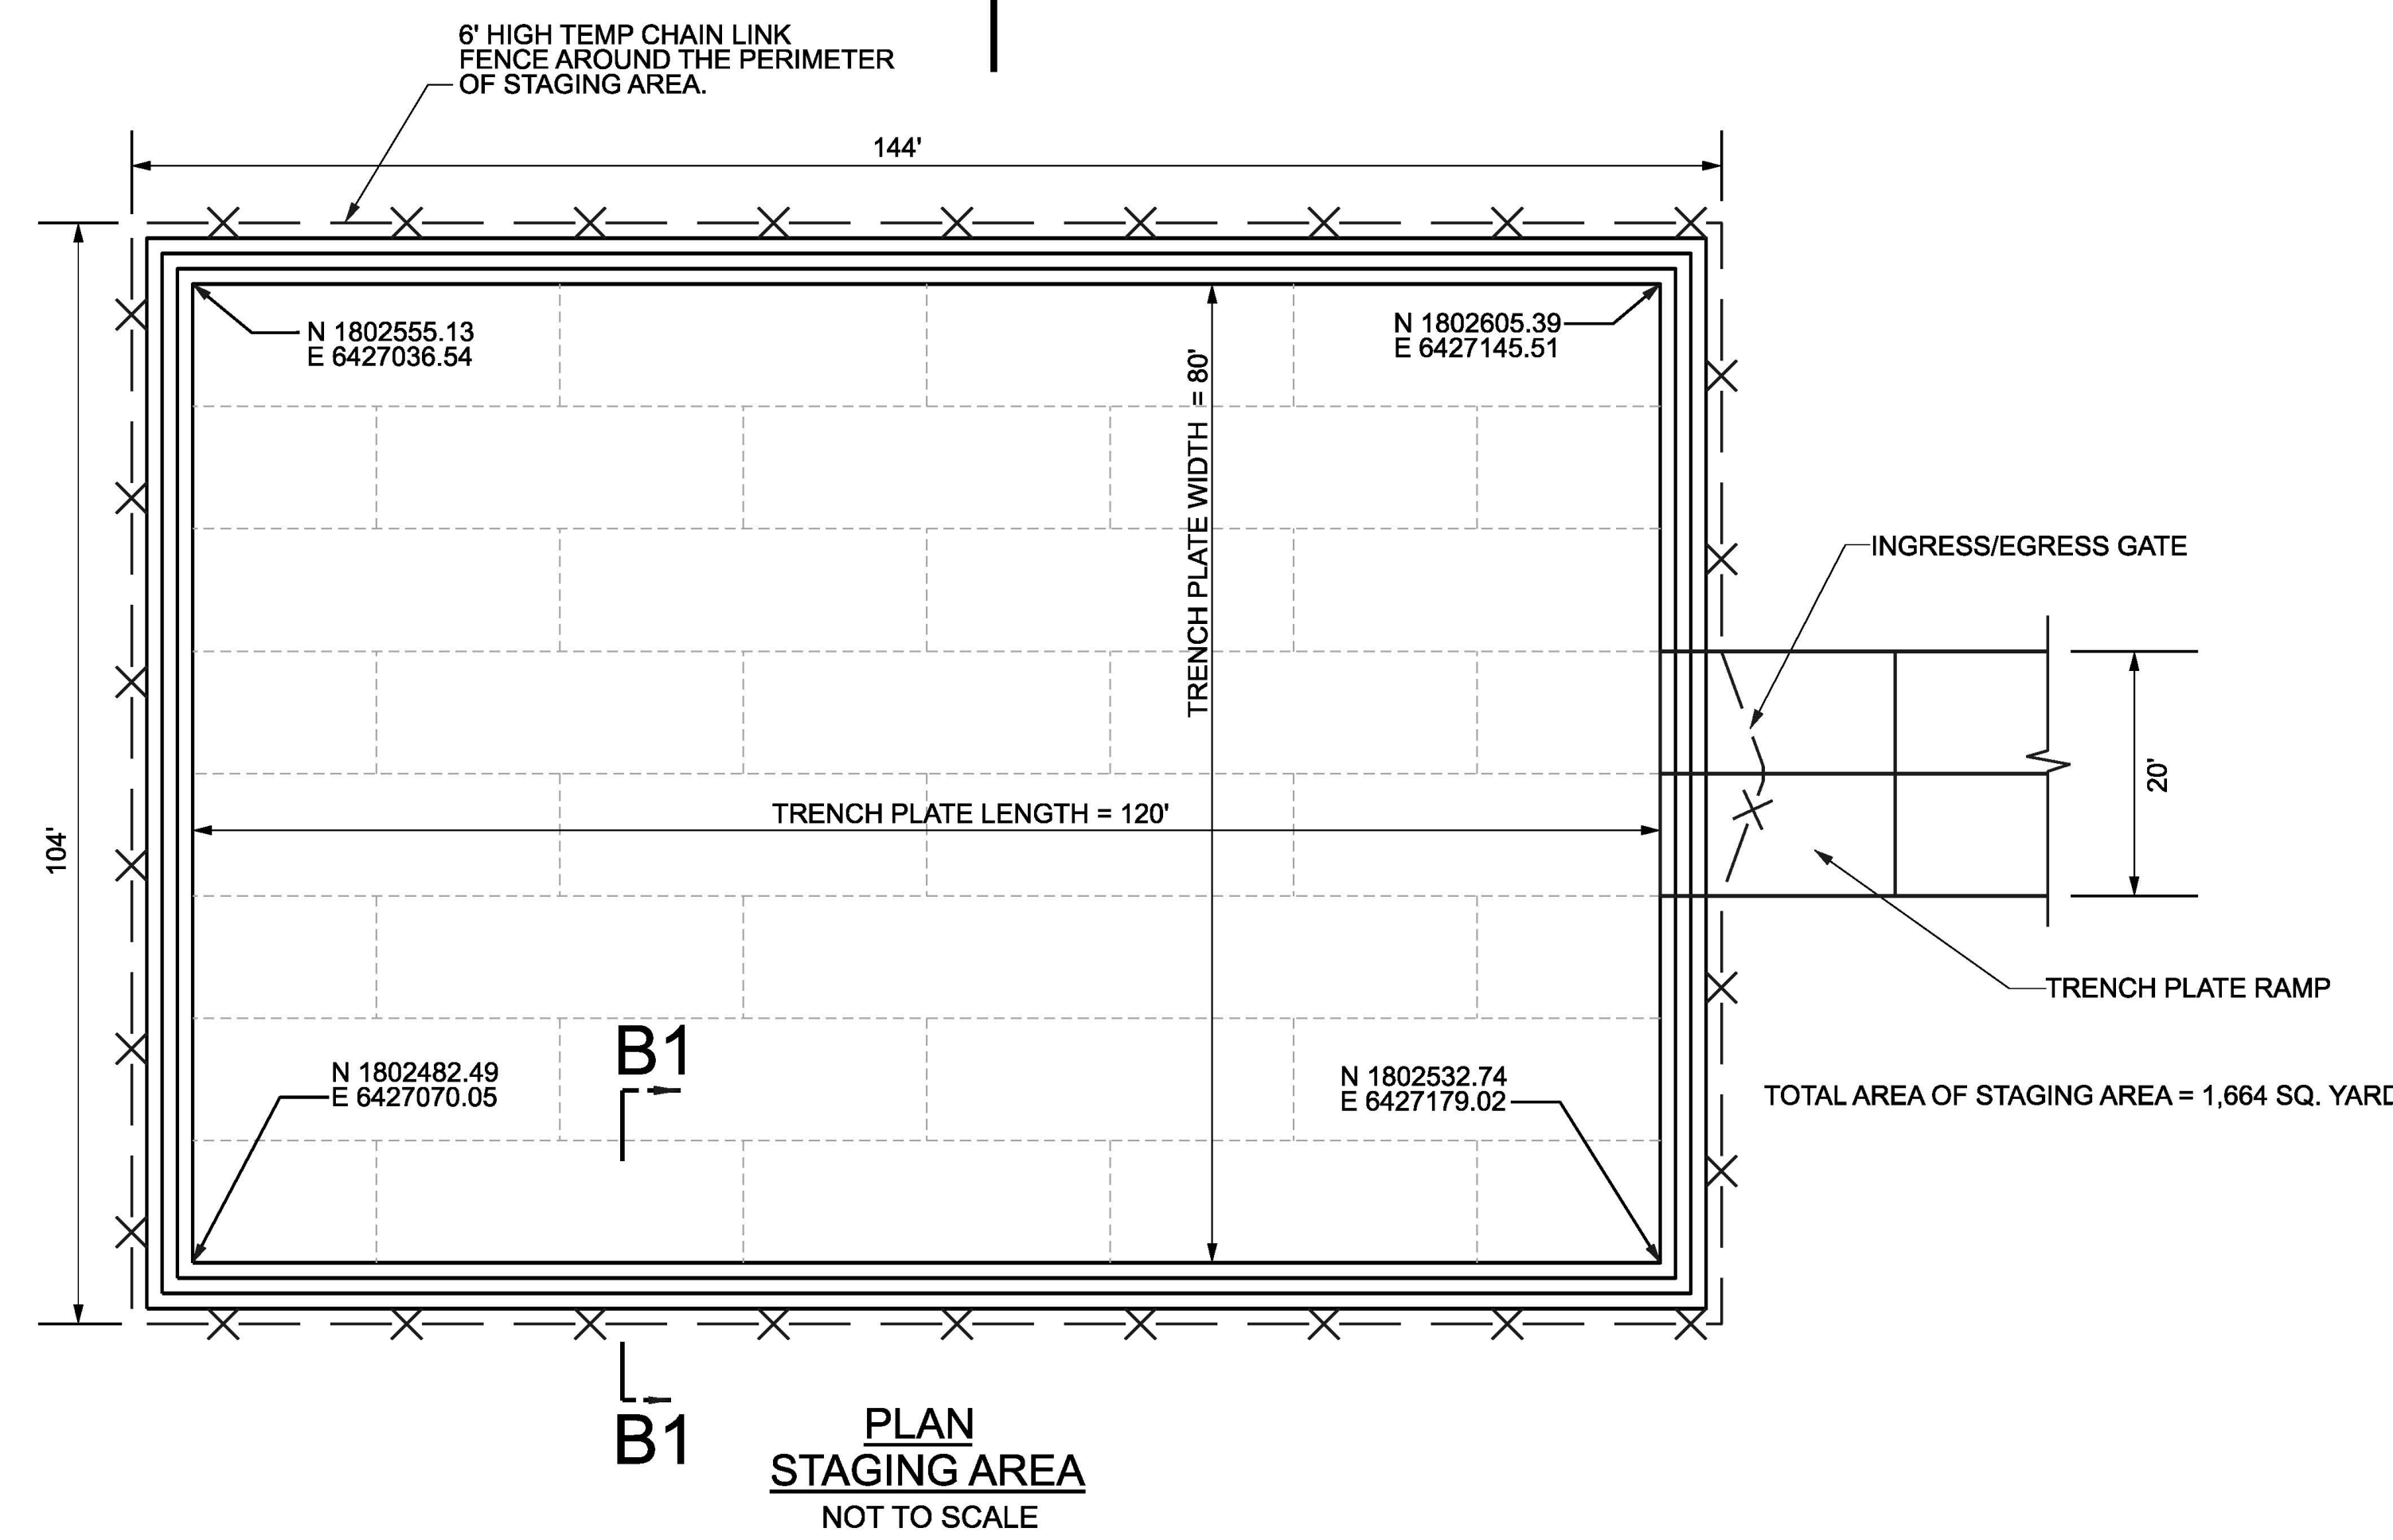 6' HIGH TEMP CHAIN LINK
FENCE AROUND THE PERIMETER
OF STAGING AREA.
144'
N 1802555.13
E 6427036.54
N 1802605.39
E 6427145.51
TRENCH PLATE WIDTH = 80'
INGRESS/EGRESS GATE
104'
TRENCH PLATE LENGTH = 120'
20'
TRENCH PLATE RAMP
B1
N 1802482.49
E 6427070.05
N 1802532.74
E 6427179.02
TOTAL AREA OF STAGING AREA = 1,664 SQ. YARD
B1
PLAN
STAGING AREA
NOT TO SCALE